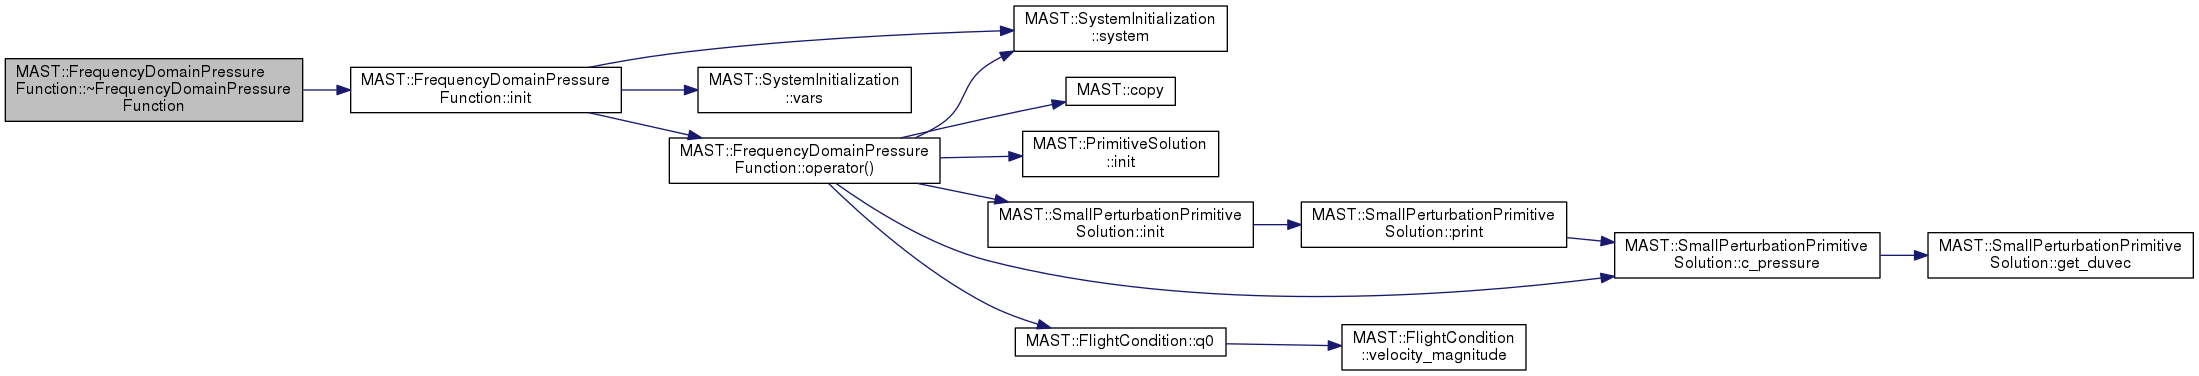 MAST::FrequencyDomainPressure
Function::~FrequencyDomainPressure
Function
MAST::FrequencyDomainPressure
Function::init
MAST::SystemInitialization
::system
MAST::SystemInitialization
::vars
MAST::FrequencyDomainPressure
Function::operator()
MAST::copy
MAST::PrimitiveSolution
::init
MAST::SmallPerturbationPrimitive
Solution::init
MAST::SmallPerturbationPrimitive
Solution::print
MAST::SmallPerturbationPrimitive
Solution::c_pressure
MAST::SmallPerturbationPrimitive
Solution::get_duvec
MAST::FlightCondition::q0
MAST::FlightCondition
::velocity_magnitude